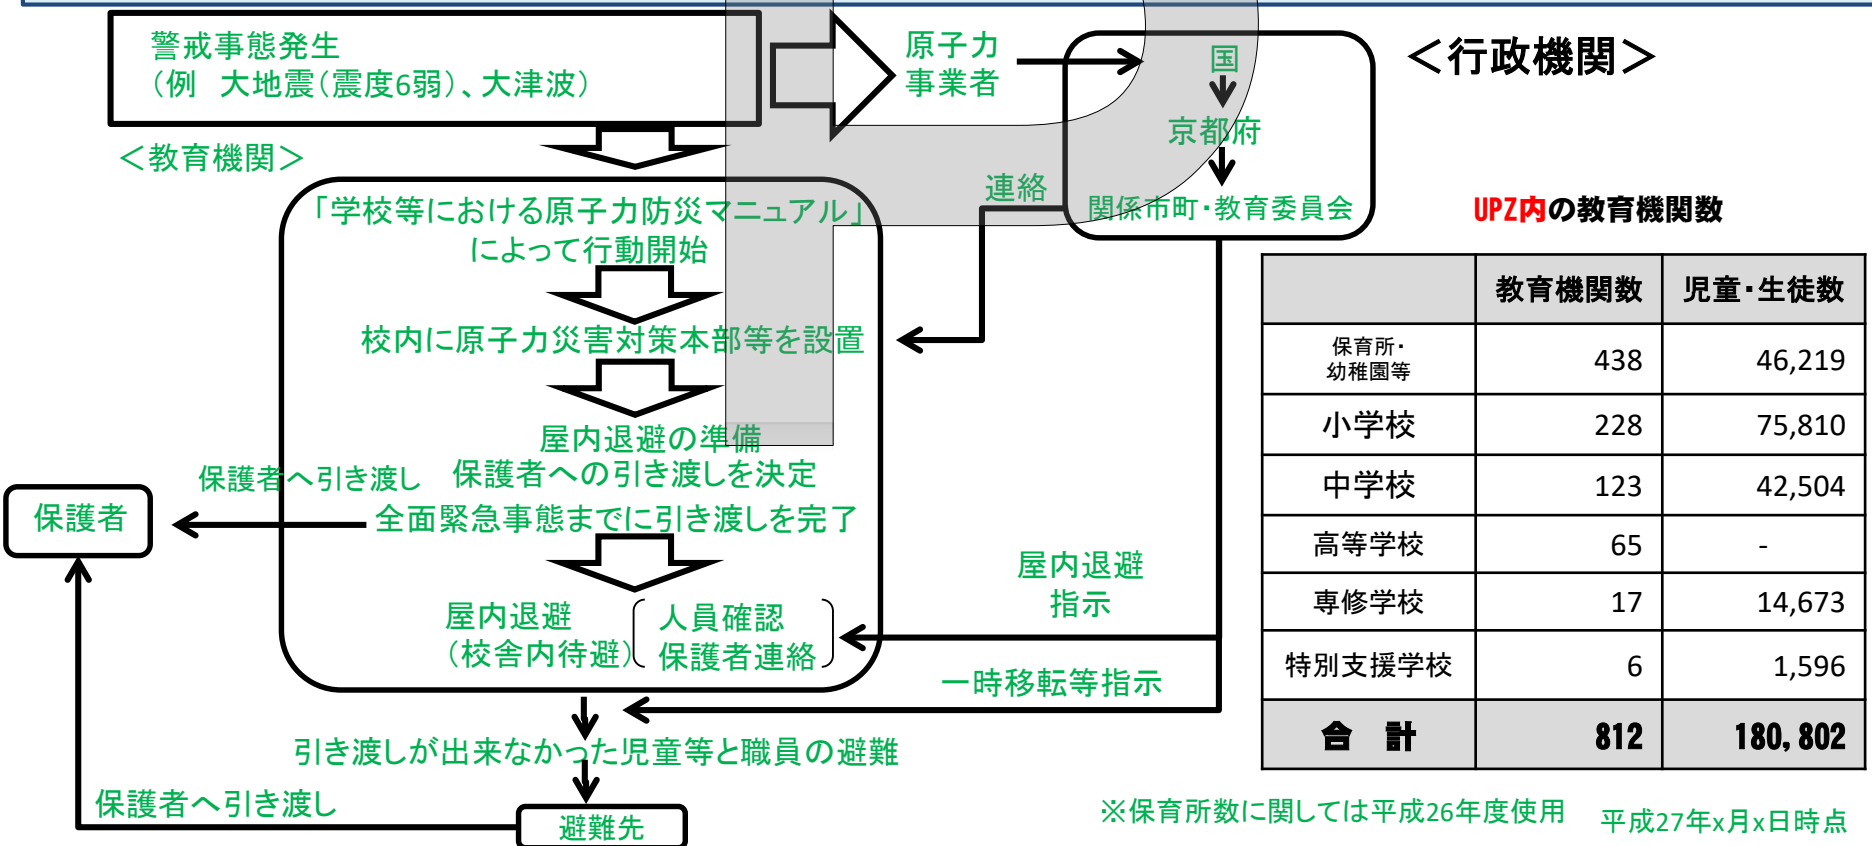 警戒事態発生
（例　大地震（震度6弱）、大津波）
原子力
事業者
国
京都府
関係市町・教育委員会
＜行政機関＞
＜教育機関＞
連絡
「学校等における原子力防災マニュアル」
によって行動開始
校内に原子力災害対策本部等を設置
屋内退避の準備
保護者への引き渡しを決定
全面緊急事態までに引き渡しを完了
保護者へ引き渡し
保護者
屋内退避
（校舎内待避）
人員確認
保護者連絡
屋内退避
指示
一時移転等指示
引き渡しが出来なかった児童等と職員の避難
保護者へ引き渡し
避難先
UPZ内の教育機関数
教育機関数 児童・生徒数
保育所・
幼稚園等 438 46,219
小学校 228 75,810
中学校 123 42,504
高等学校 65 -
専修学校 17 14,673
特別支援学校 6 1,596
合　計 812 180,802
※保育所数に関しては平成26年度使用
平成27年x月x日時点